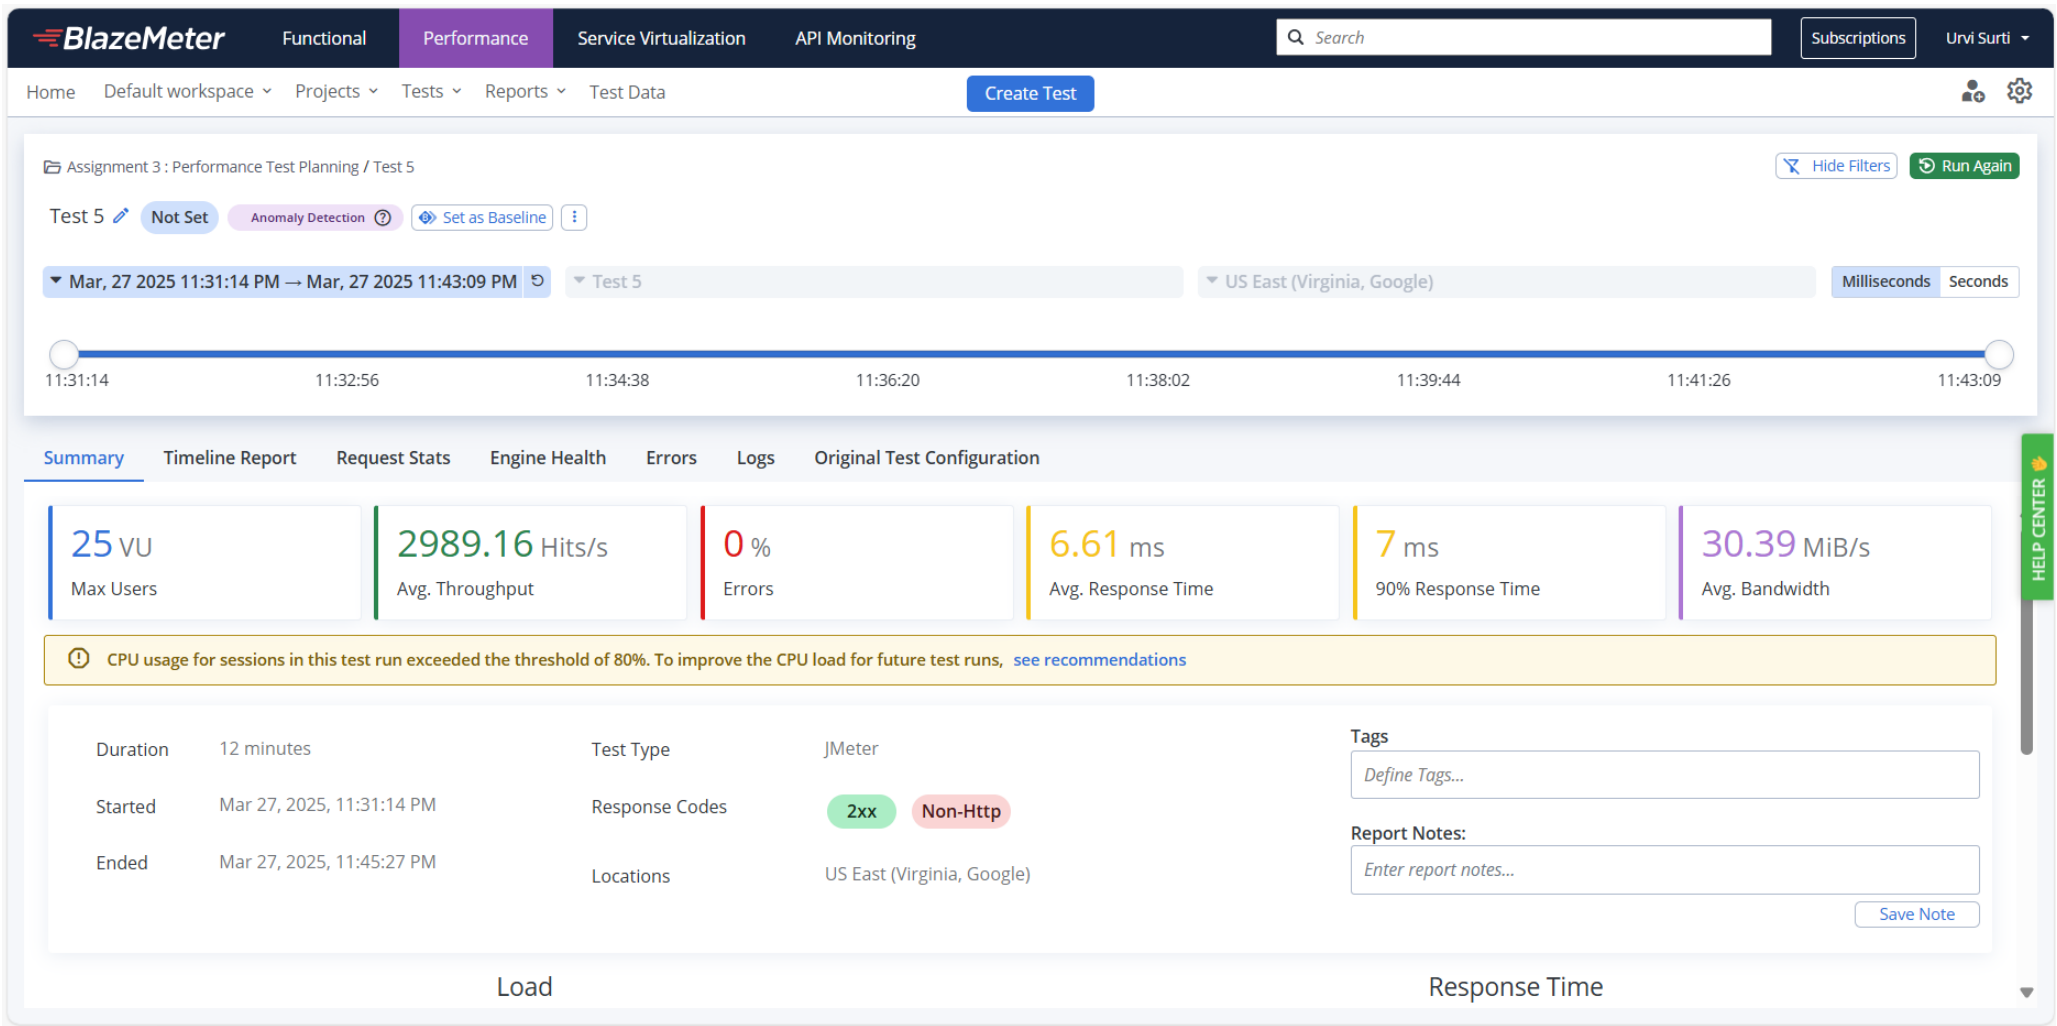 BlazeMeter Functional Performance Service Virtualization API Monitoring Search Subscriptions Urvi Surti
Home Default workspace Projects Tests Reports Test Data Create Test
Assignment 3 : Performance Test Planning / Test 5 Hide Filters Run Again
Test 5 Not Set Anomaly Detection ? Set as Baseline
Mar, 27 2025 11:31:14 PM → Mar, 27 2025 11:43:09 PM Test 5 US East (Virginia, Google) Milliseconds Seconds
11:31:14 11:32:56 11:34:38 11:36:20 11:38:02 11:39:44 11:41:26 11:43:09
Summary Timeline Report Request Stats Engine Health Errors Logs Original Test Configuration
25 VU 2989.16 Hits/s 0 % 6.61 ms 7 ms 30.39 MiB/s
Max Users Avg. Throughput Errors Avg. Response Time 90% Response Time Avg. Bandwidth
HELP CENTER
CPU usage for sessions in this test run exceeded the threshold of 80%. To improve the CPU load for future test runs, see recommendations
Duration 12 minutes Test Type JMeter Tags
Define Tags...
Started Mar 27, 2025, 11:31:14 PM Response Codes 2xx Non-Http
Report Notes:
Ended Mar 27, 2025, 11:45:27 PM Locations US East (Virginia, Google) Enter report notes...
Save Note
Load Response Time